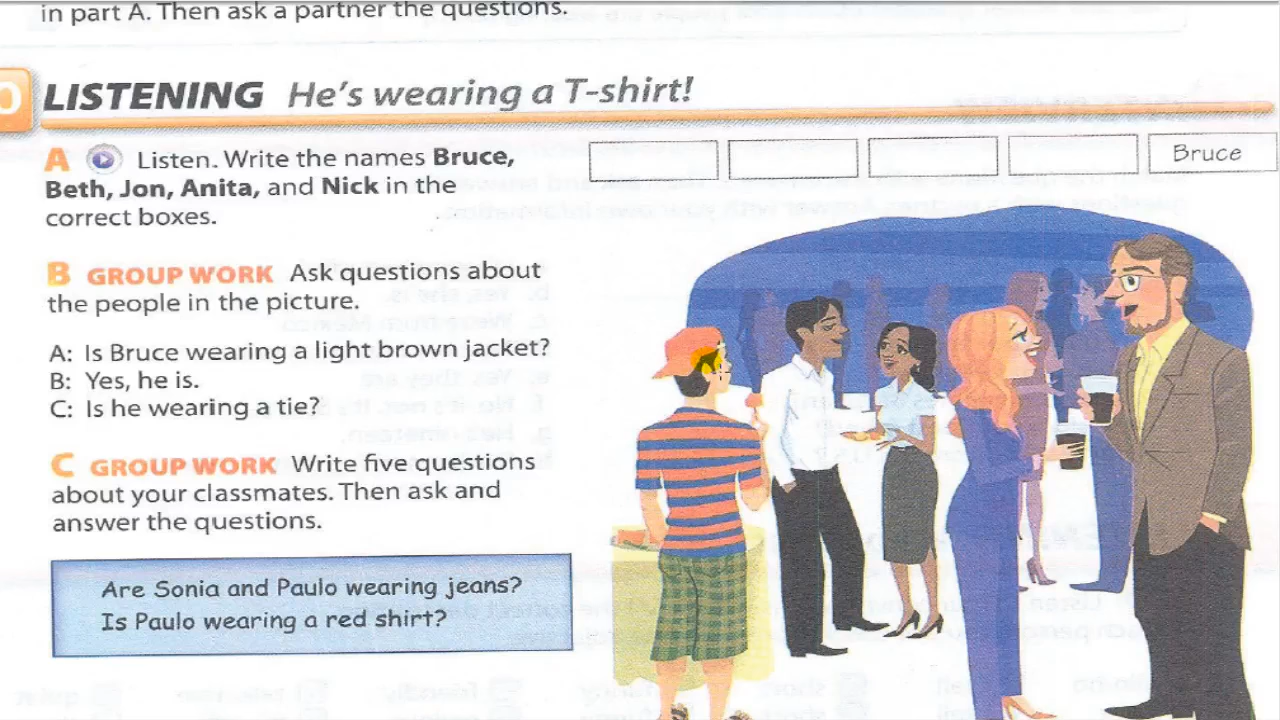 in part A. Then ask a partner the questions.
LISTENING He's wearing a T-shirt!
A Listen. Write the names Bruce,
Beth, Jon, Anita, and Nick in the
correct boxes.
Bruce
B GROUP WORK Ask questions about
the people in the picture.
A: Is Bruce wearing a light brown jacket?
B: Yes, he is.
C: Is he wearing a tie?
C GROUP WORK Write five questions
about your classmates. Then ask and
answer the questions.
Are Sonia and Paulo wearing jeans?
Is Paulo wearing a red shirt?